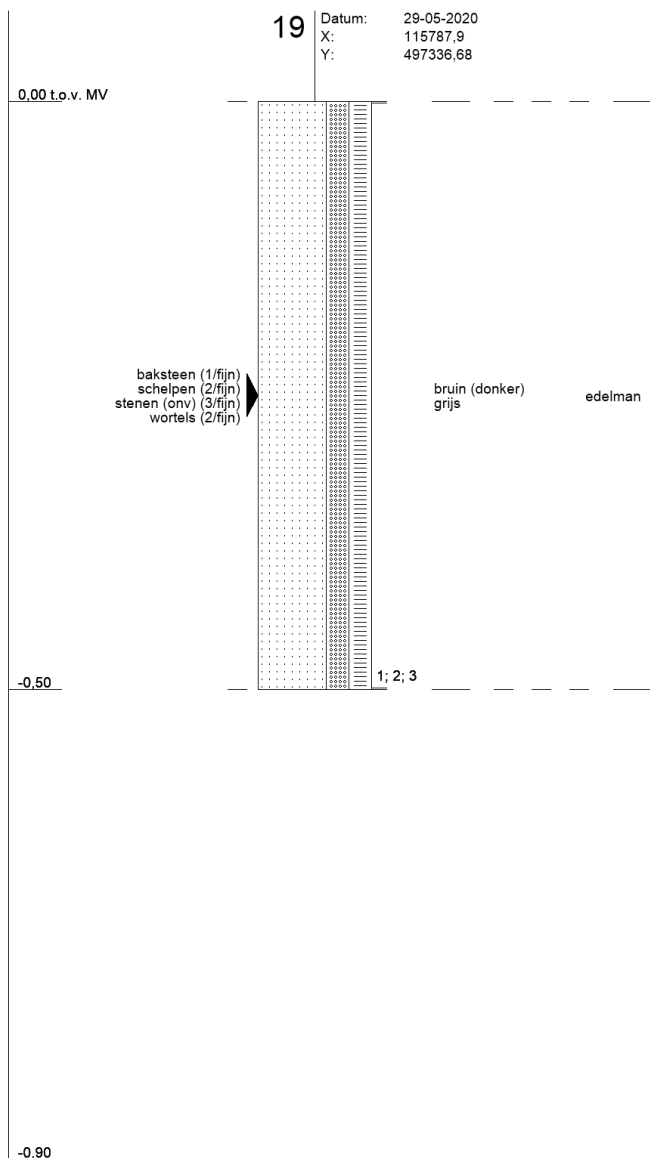 19
Datum: 29-05-2020
X: 115787,9
Y: 497336,68
0,00 t.o.v. MV
baksteen (1/fijn)
schelpen (2/fijn)
stenen (onv) (3/fijn)
wortels (2/fijn)
bruin (donker)
grijs
edelman
1; 2; 3
-0,50
-0,90